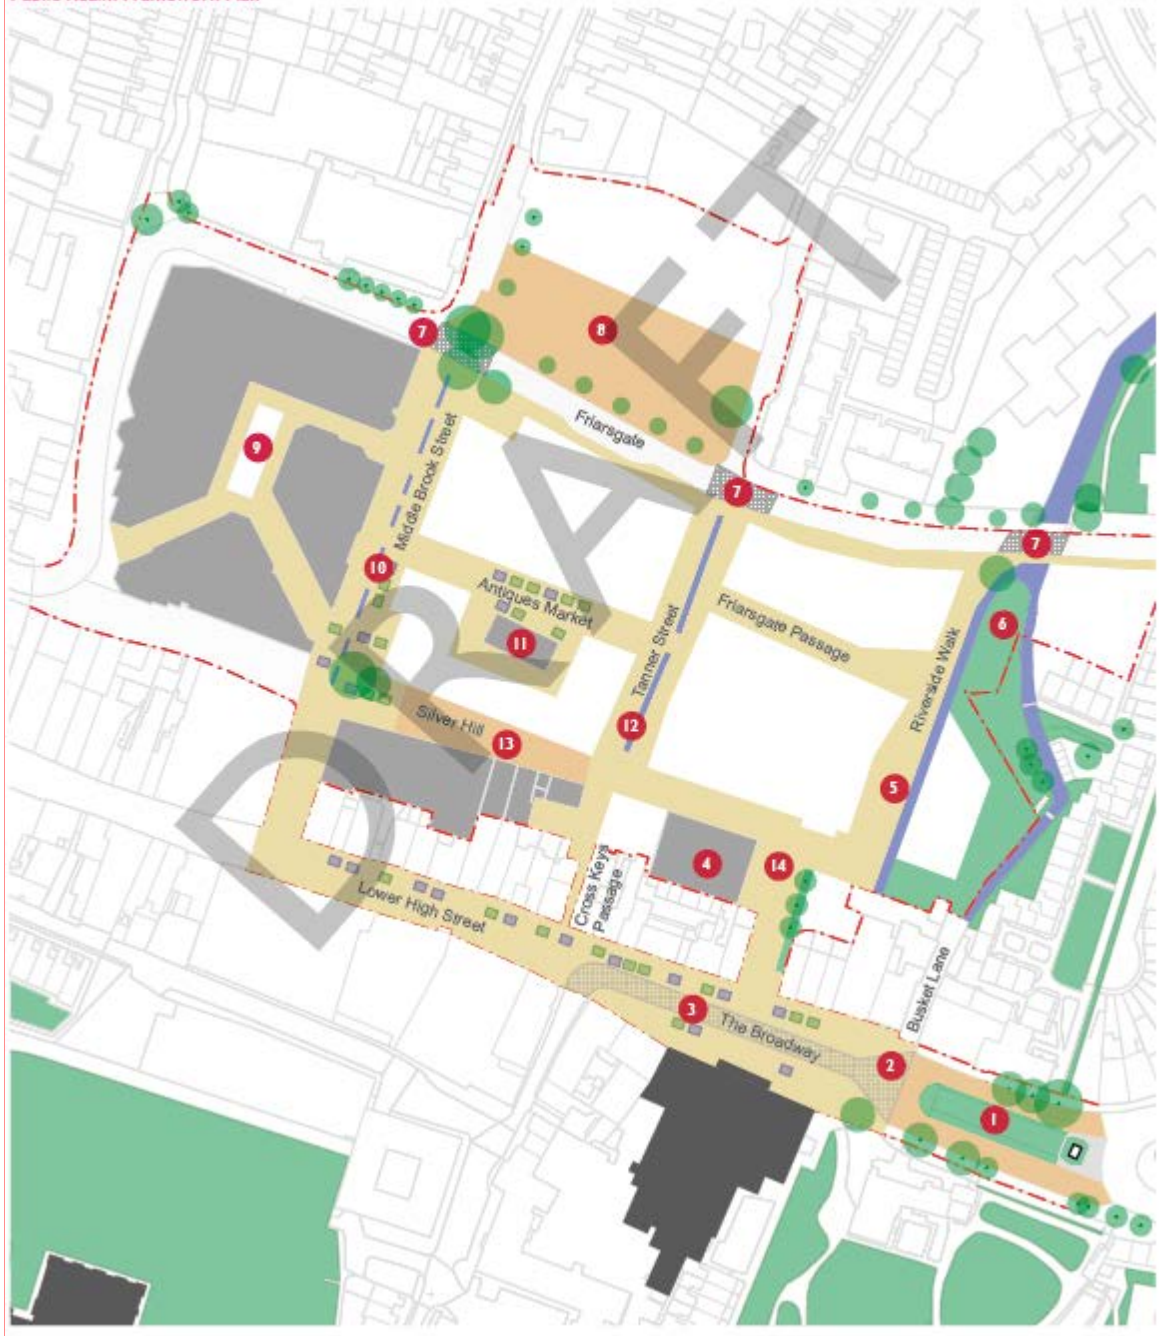 7
8
Friarsgate
9
7
7
Middle Brook Street
10
Antiques Market
11
Friarsgate Passage
6
Tanner Street
Riverside Walk
Silver Hill
13
12
5
4
14
Cross Keys
Passage
Lower High Street
Busket Lane
3
The Broadway
2
1
DRAFT